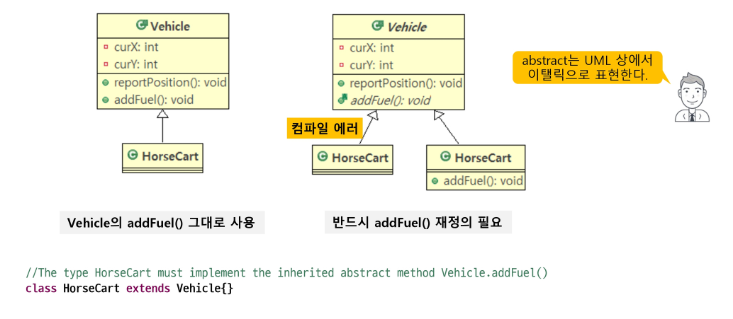 Vehicle
curX: int
curY: int
reportPosition(): void
addFuel(): void
HorseCart
Vehicle의 addFuel() 그대로 사용
Vehicle
curX: int
curY: int
reportPosition(): void
addFuel(): void
컴파일 에러
HorseCart
HorseCart
addFuel(): void
반드시 addFuel() 재정의 필요
abstract는 UML 상에서
이탤릭으로 표현한다.
//The type HorseCart must implement the inherited abstract method Vehicle.addFuel()
class HorseCart extends Vehicle{}